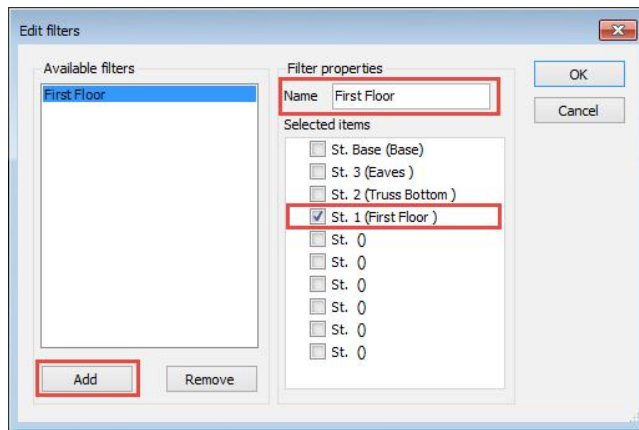 Edit filters
Available filters
First Floor
Add
Remove
Filter properties
Name First Floor
Selected items
St. Base (Base)
St. 3 (Eaves )
St. 2 (Truss Bottom )
St. 1 (First Floor )
St. ()
St. ()
St. ()
St. ()
St. ()
St. ()
OK
Cancel